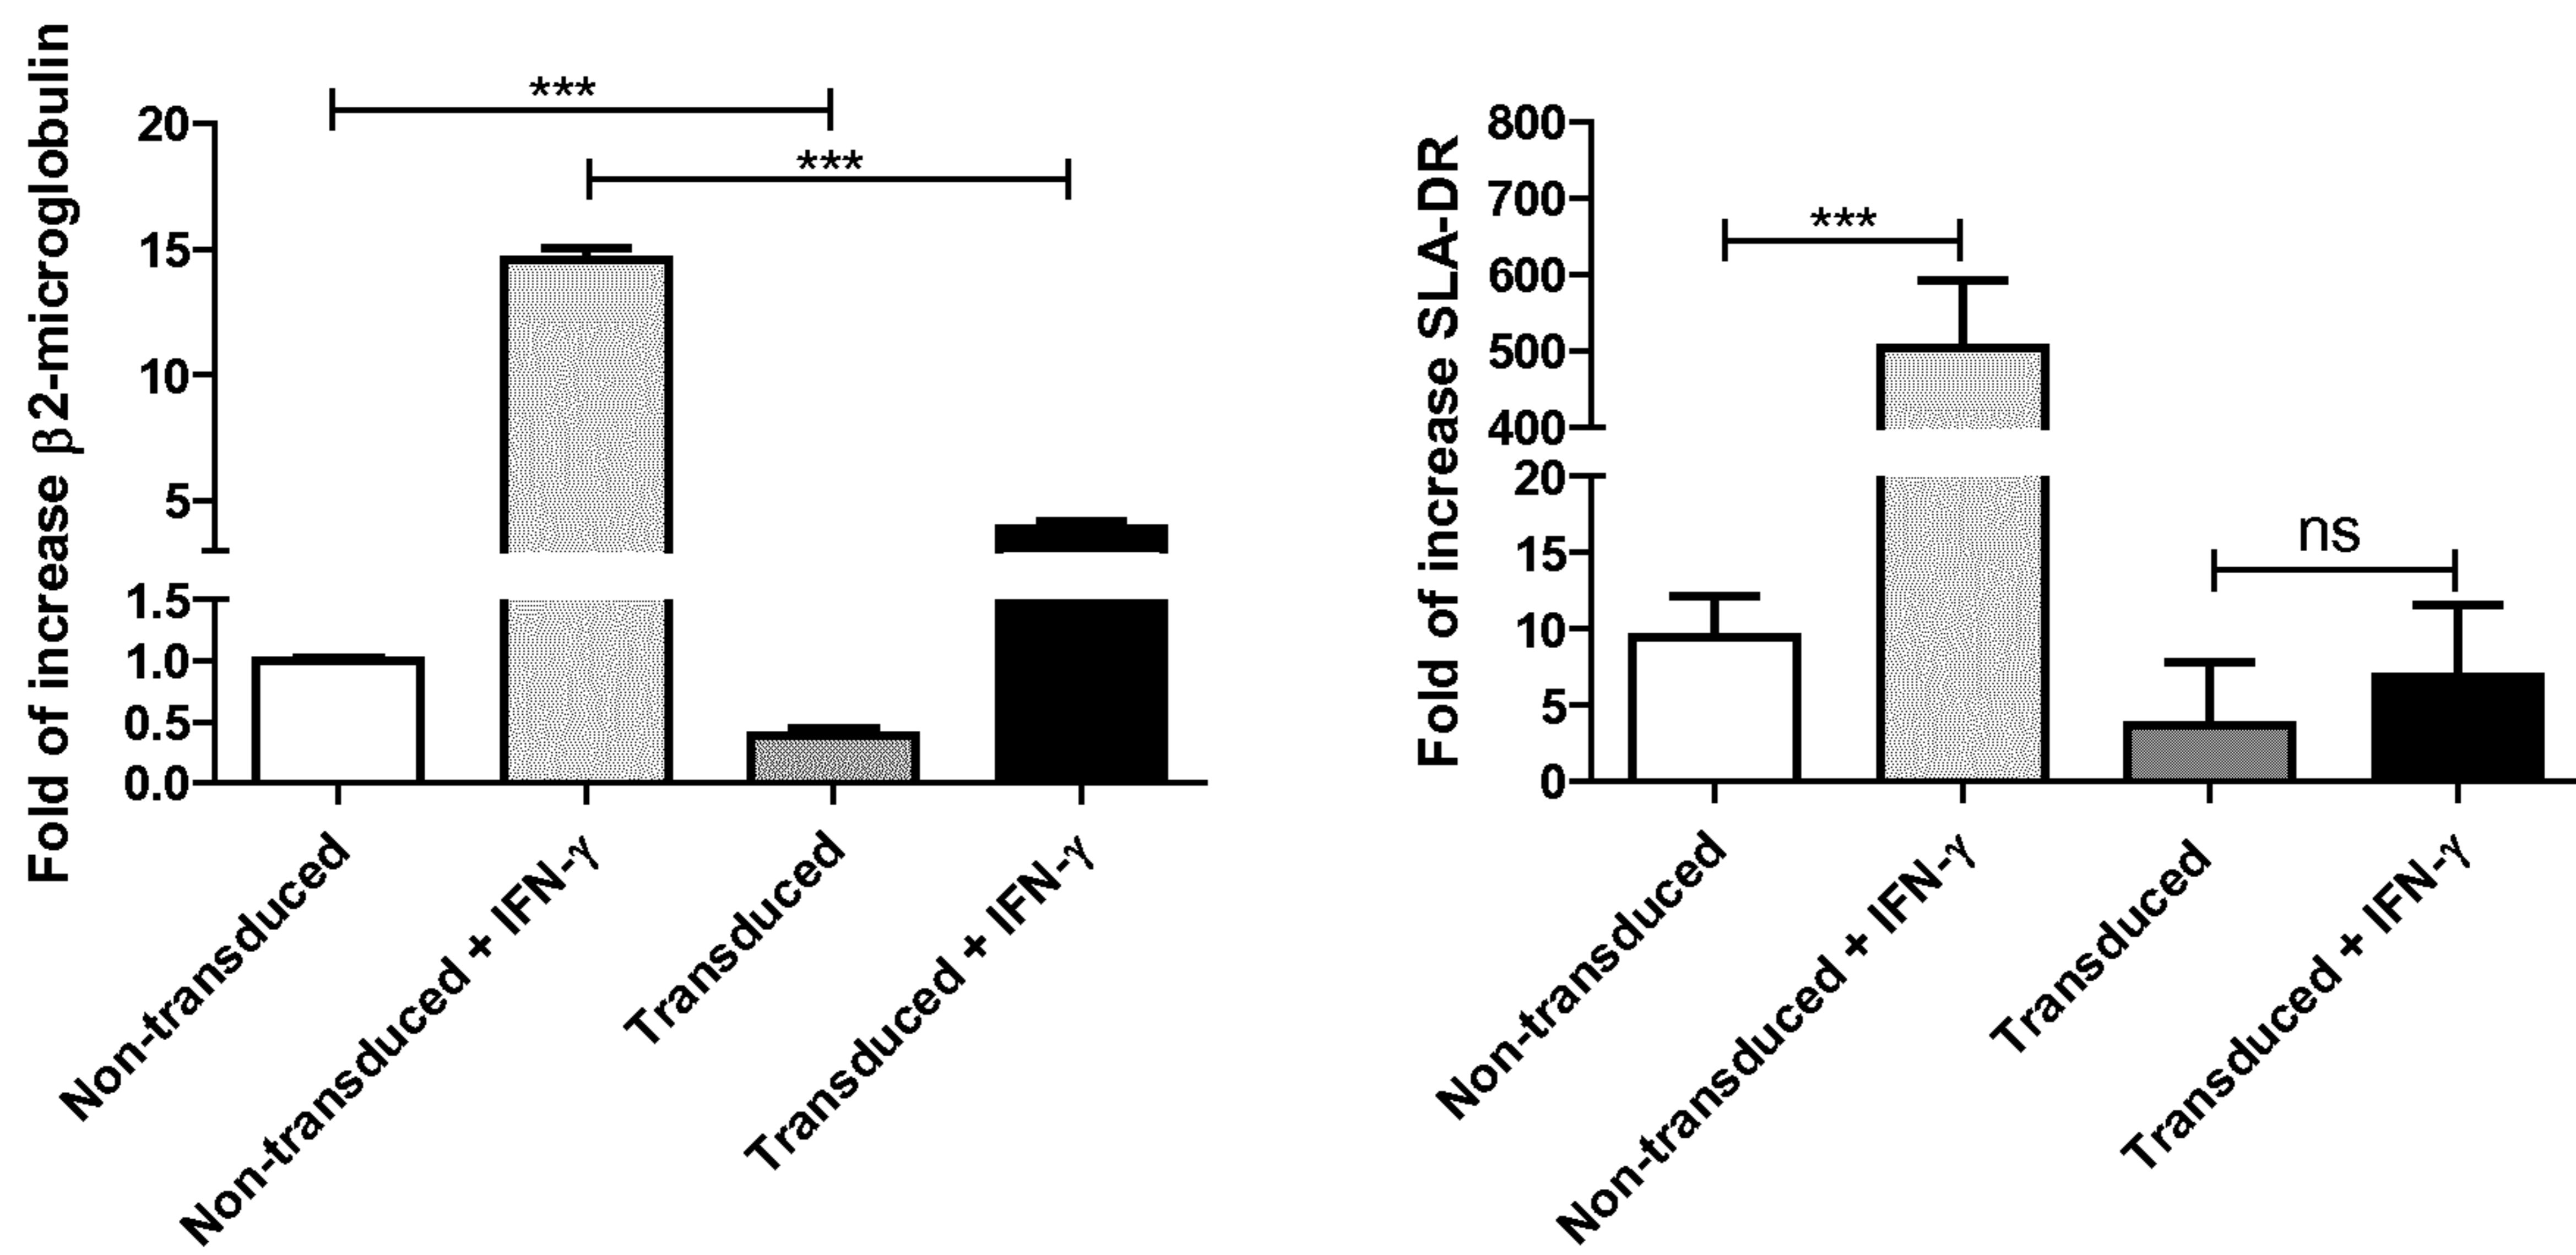 Fold of increase β2-microglobulin
20
15
10
5
1.5
1.0
0.5
0.0
***
***
Non-transduced
Non-transduced + IFN-γ
Transduced
Transduced + IFN-γ
Fold of increase SLA-DR
800
700
600
500
400
20
15
10
5
0
***
ns
Non-transduced
Non-transduced + IFN-γ
Transduced
Transduced + IFN-γ